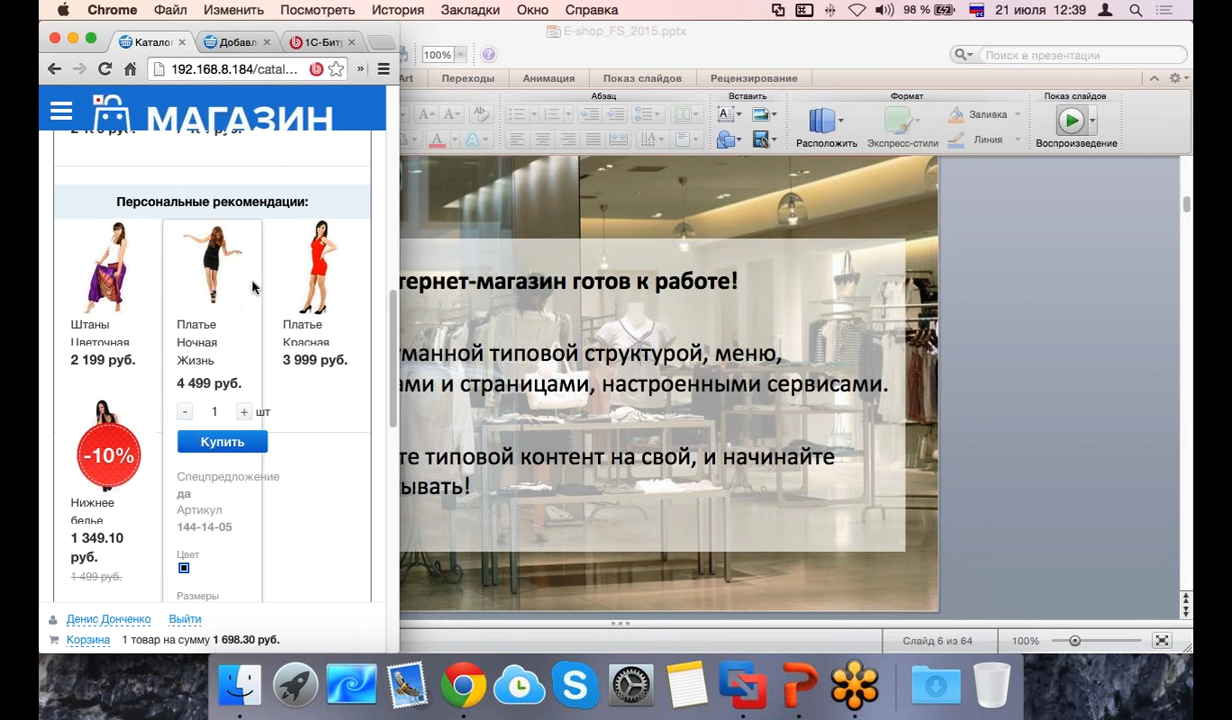 Chrome Файл Изменить Посмотреть История Закладки Окно Справка 98 % 21 июля 12:39
E-shop_FS_2015.pptx
Катало Добавл 1С-Бит
100% Поиск в презентации
192.168.8.184/catal...
Art Переходы Анимация Показ слайдов Рецензирование
Абзац Вставить Формат Показ слайдов
МАГАЗИН
Расположить Экспресс-стили Заливка Линия Воспроизведение
Персональные рекомендации:
Штаны
Цветочная
2 199 руб.
Платье
Ночная
Жизнь
4 499 руб.
- 1 + шт
Купить
Спецпредложение
да
Артикул
144-14-05
Цвет
Размеры
Платье
Красная
3 999 руб.
-10%
Нижнее
белье
1 349.10
руб.
1 499 руб.
Денис Донченко Выйти
Корзина 1 товар на сумму 1 698.30 руб.
тернет-магазин готов к работе!
уманной типовой структурой, меню,
ами и страницами, настроенными сервисами.
те типовой контент на свой, и начинайте
ывать!
Слайд 6 из 64 100%